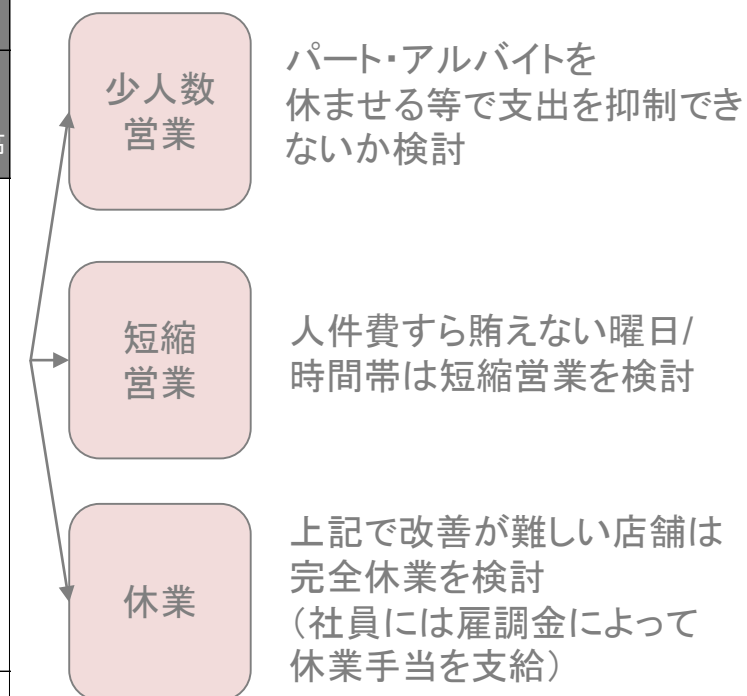 少人数
営業
パート・アルバイトを
休ませる等で支出を抑制でき
ないか検討
短縮
営業
人件費すら賄えない曜日/
時間帯は短縮営業を検討
休業
上記で改善が難しい店舗は
完全休業を検討
（社員には雇調金によって
休業手当を支給）